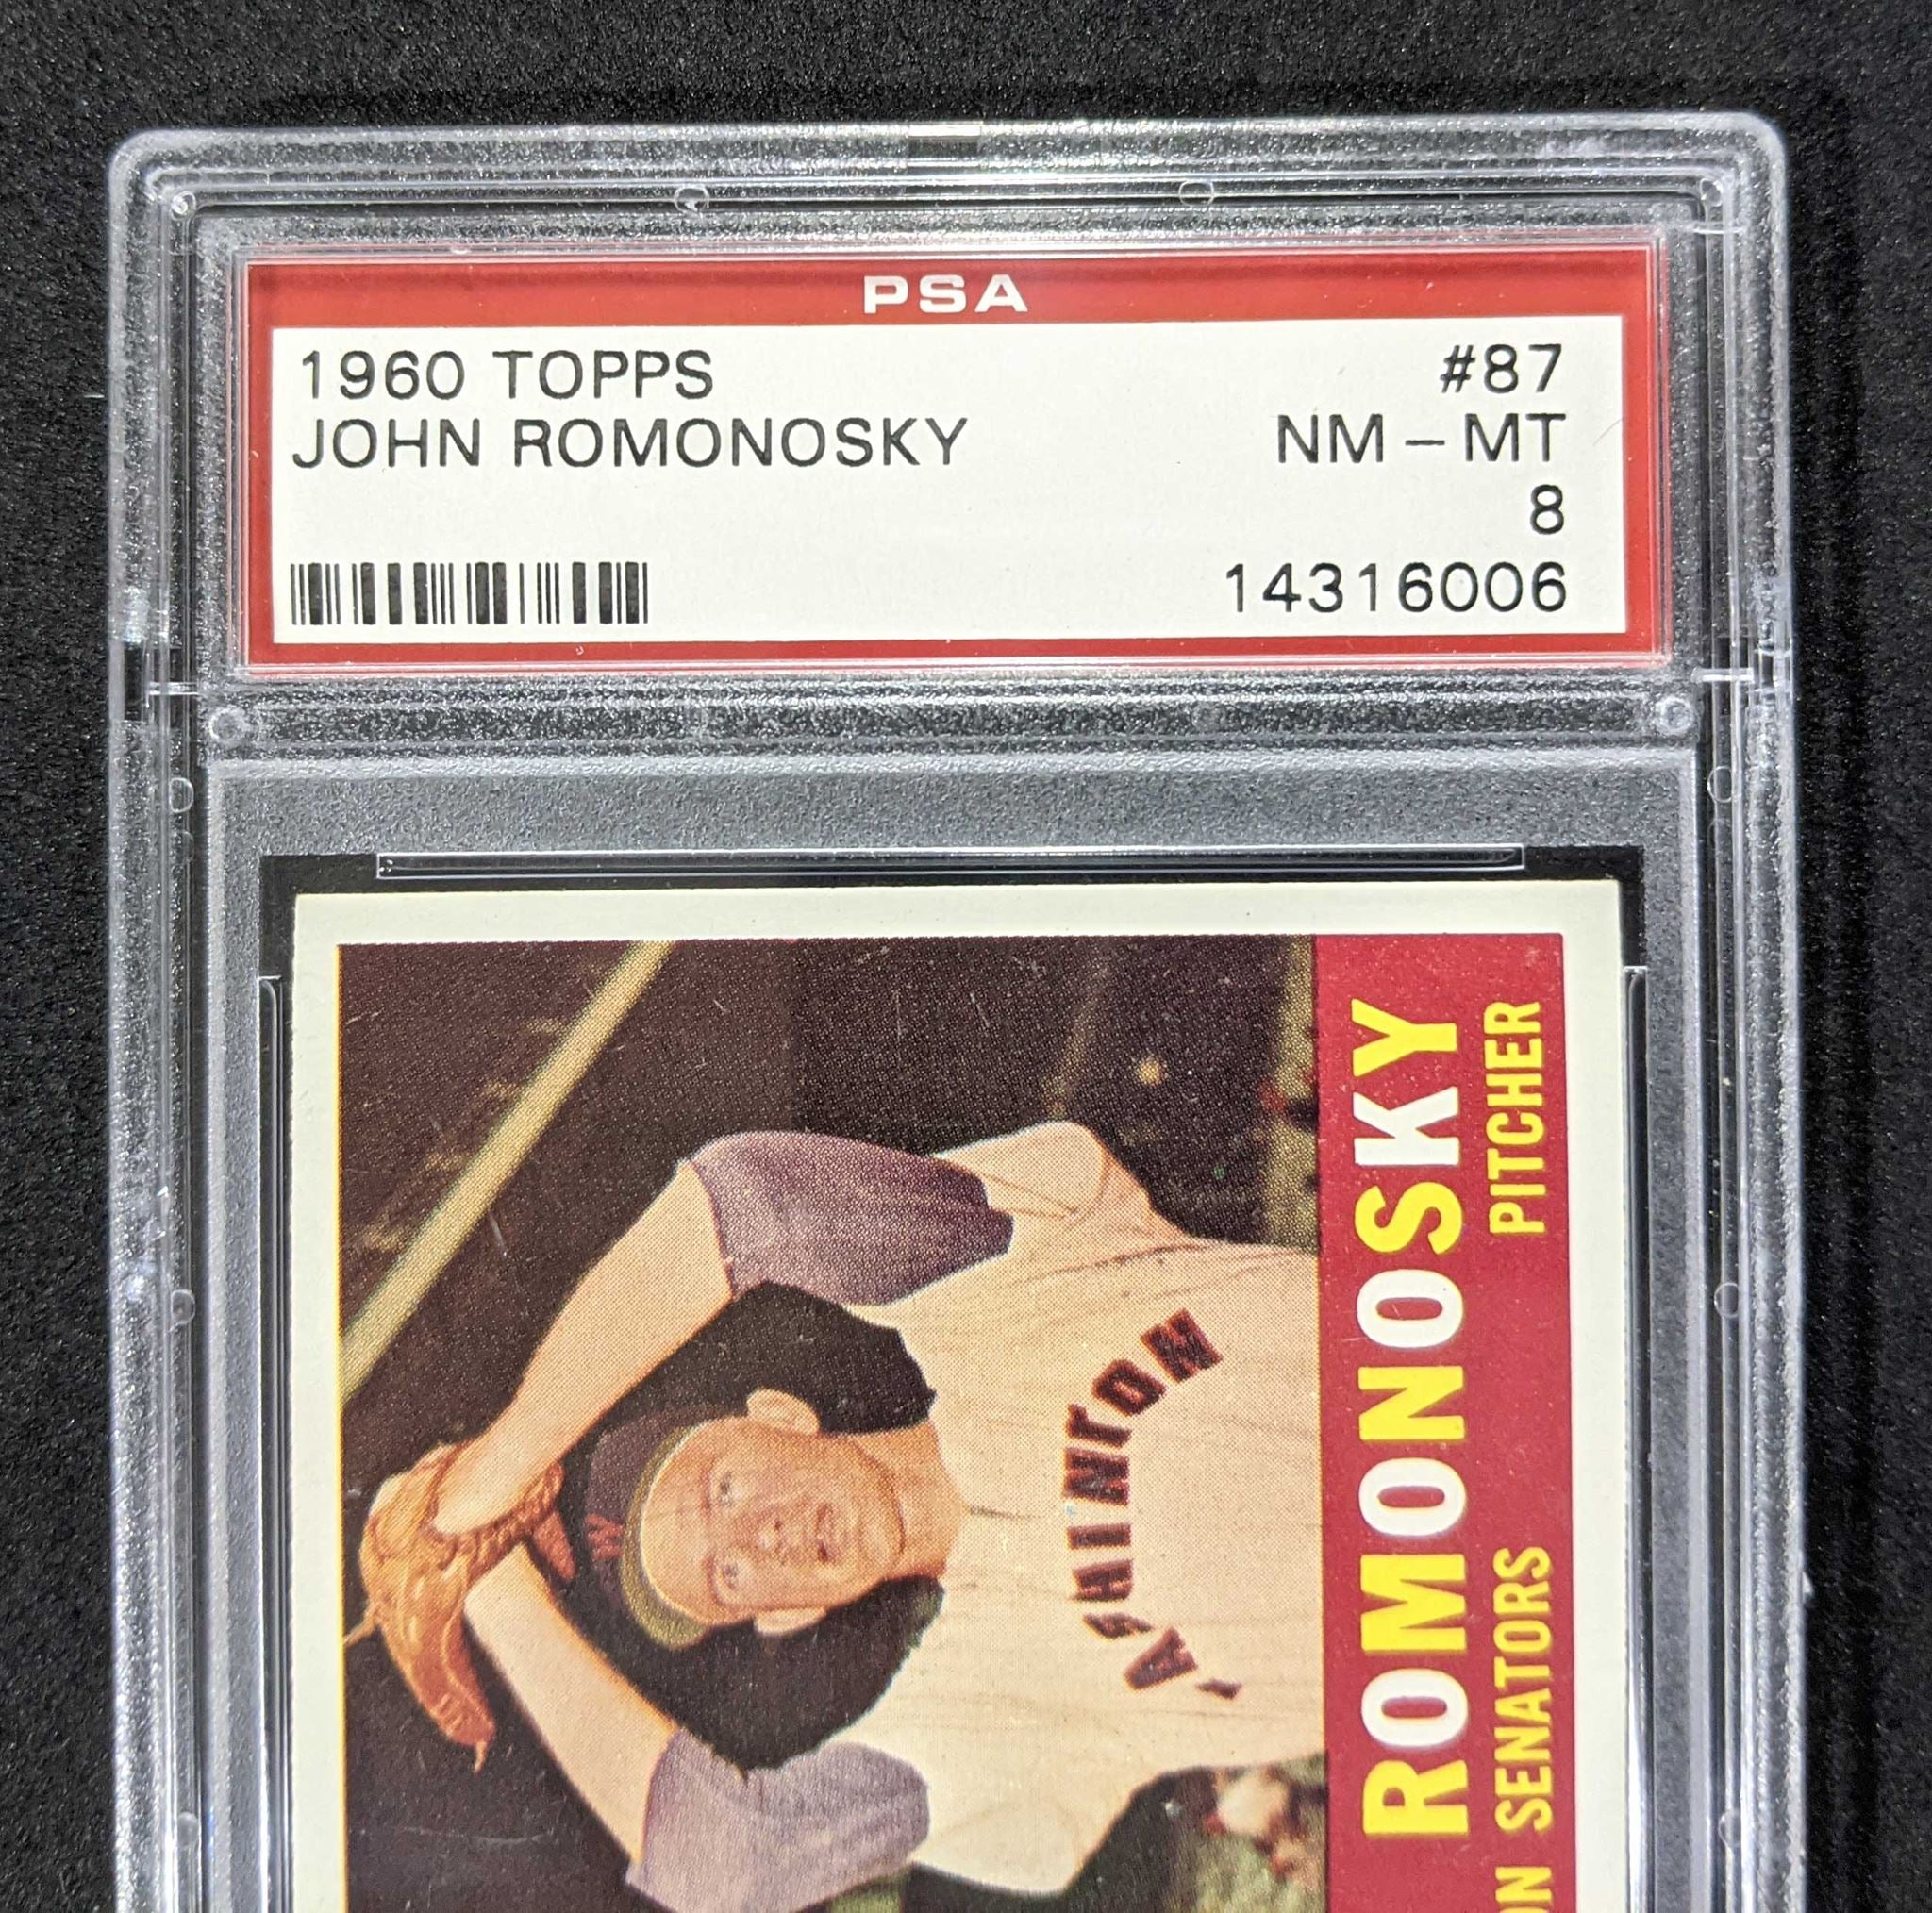 PSA
1960 TOPPS #87
JOHN ROMONOSKY NM-MT
8
14316006
ROMONOSKY
ON SENATORS PITCHER
W